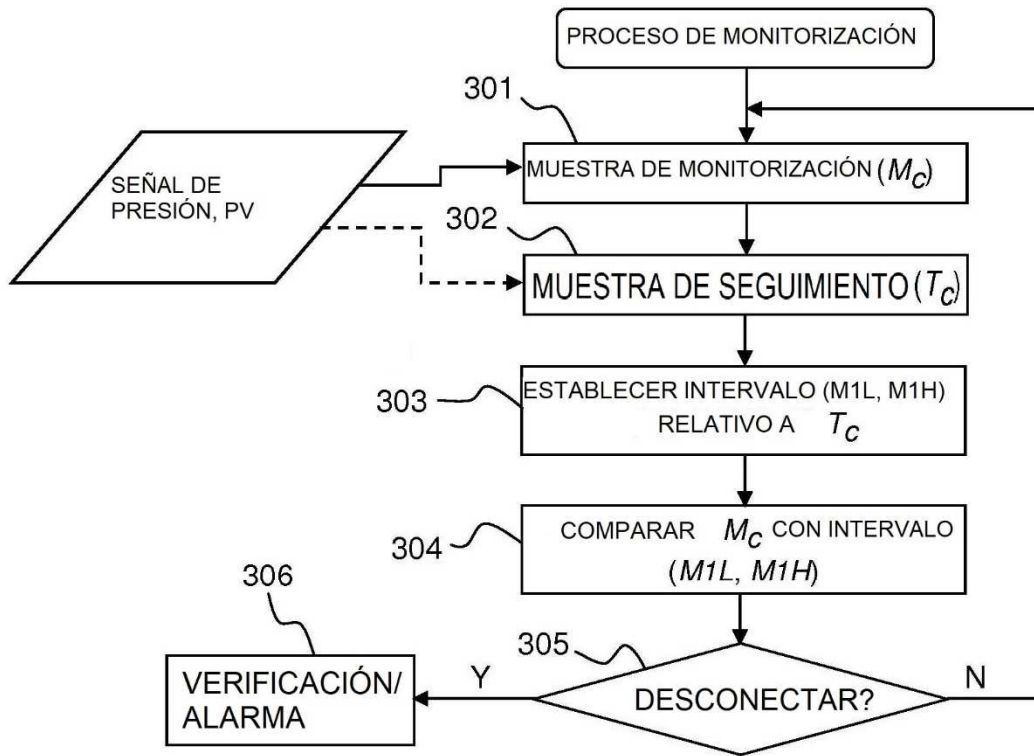 PROCESO DE MONITORIZACIÓN
301
MUESTRA DE MONITORIZACIÓN (Mc)
SEÑAL DE
PRESIÓN, PV
302
MUESTRA DE SEGUIMIENTO (Tc)
303
ESTABLECER INTERVALO (M1L, M1H)
RELATIVO A Tc
304
COMPARAR Mc CON INTERVALO
(M1L, M1H)
306
305
VERIFICACIÓN/
ALARMA
Y
DESCONECTAR?
N